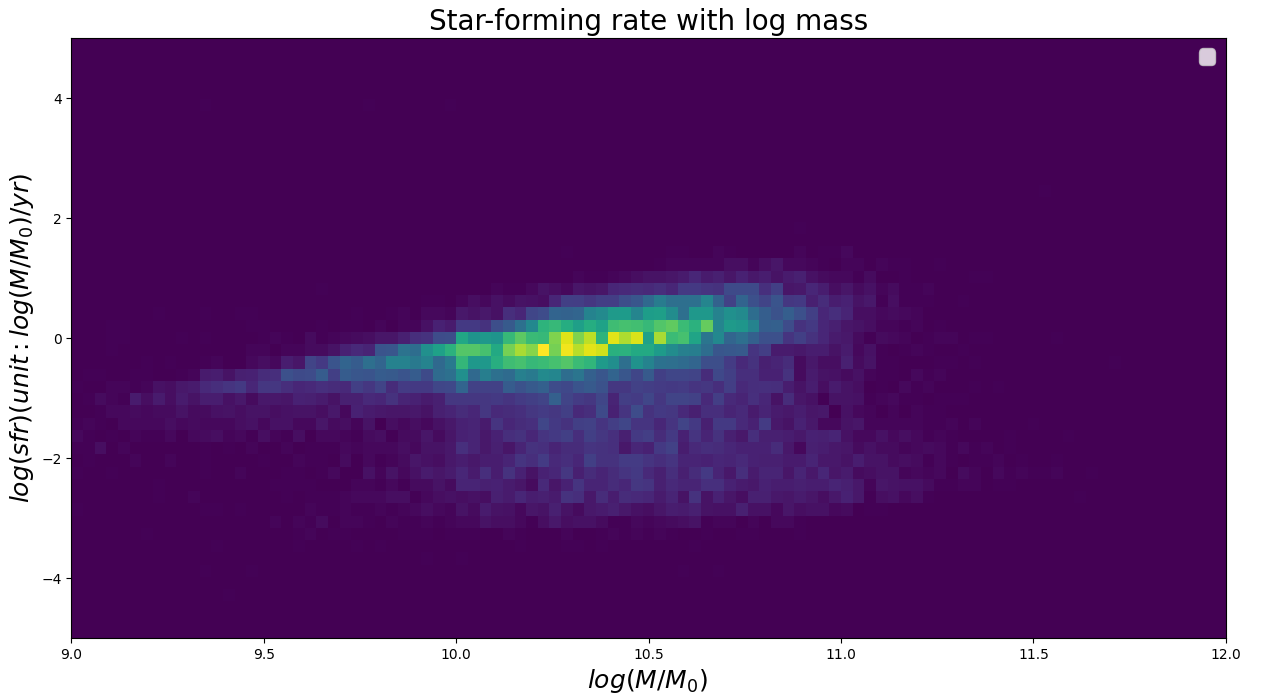 Star-forming rate with log mass
log(sfr)(unit : log(M/M₀)/yr)
4
2
0
−2
−4
9.0 9.5 10.0 10.5 11.0 11.5 12.0
log(M/M₀)